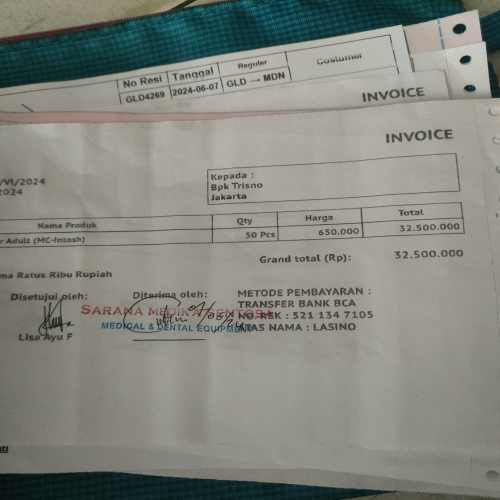 No Resi Tanggal Reguler Costumer
GLD4269 2024-06-07 GLD → MDN
INVOICE
INVOICE
/VI/2024
2024
Kepada :
Bpk Trisno
Jakarta
Nama Produk Qty Harga Total
r Adult (MC-Intosh) 50 Pcs 650.000 32.500.000
Grand total (Rp): 32.500.000
ma Ratus Ribu Rupiah
Disetujui oleh: Diterima oleh:
SARANA MEDIKA SENTOSA
MEDICAL & DENTAL EQUIPMENT
Lisa Ayu F
METODE PEMBAYARAN :
TRANSFER BANK BCA
NO. REK : 521 134 7105
ATAS NAMA : LASINO